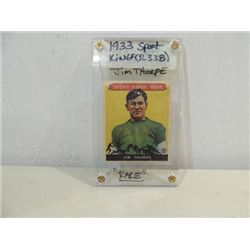 1933 Sport
Kings (R338)
Jim Thorpe
SPORT KINGS GUM
JIM THORPE
"RARE"